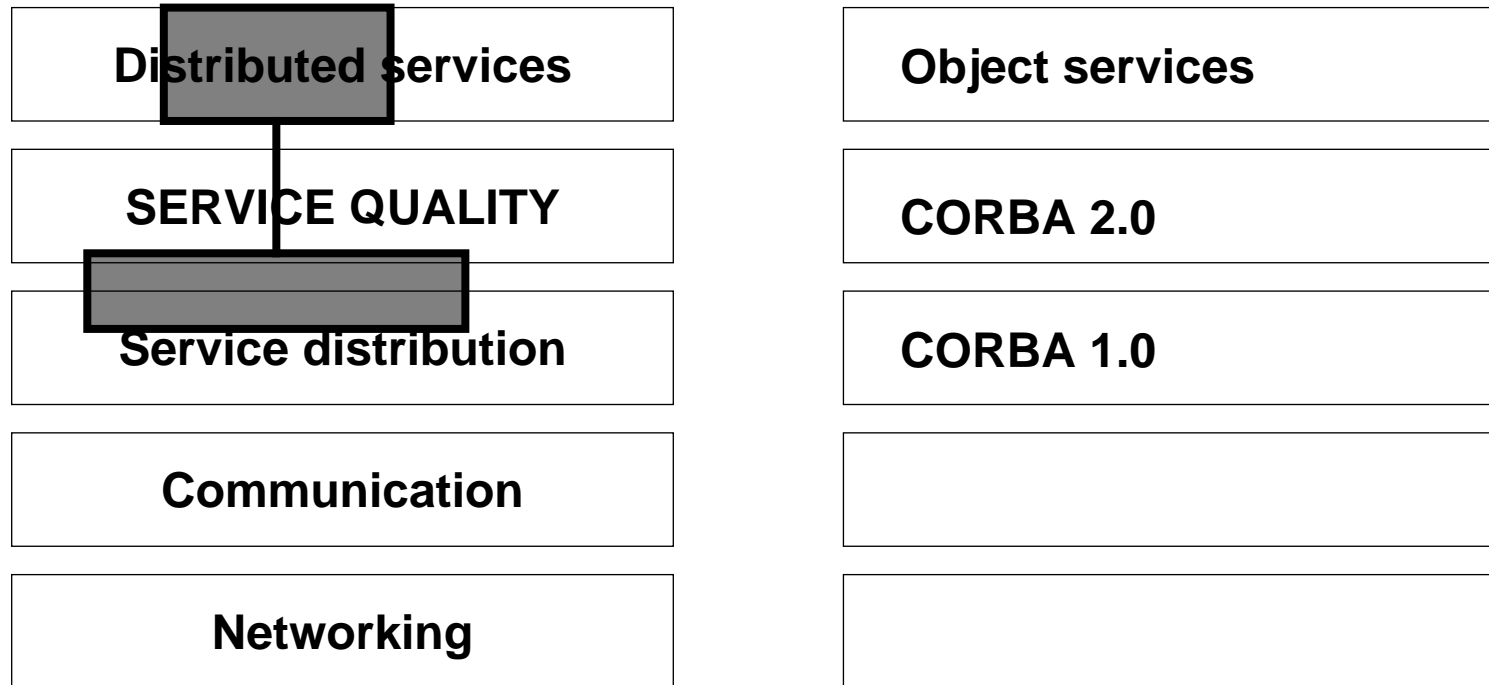 Distributed services
Object services
SERVICE QUALITY
CORBA 2.0
Service distribution
CORBA 1.0
Communication
Networking